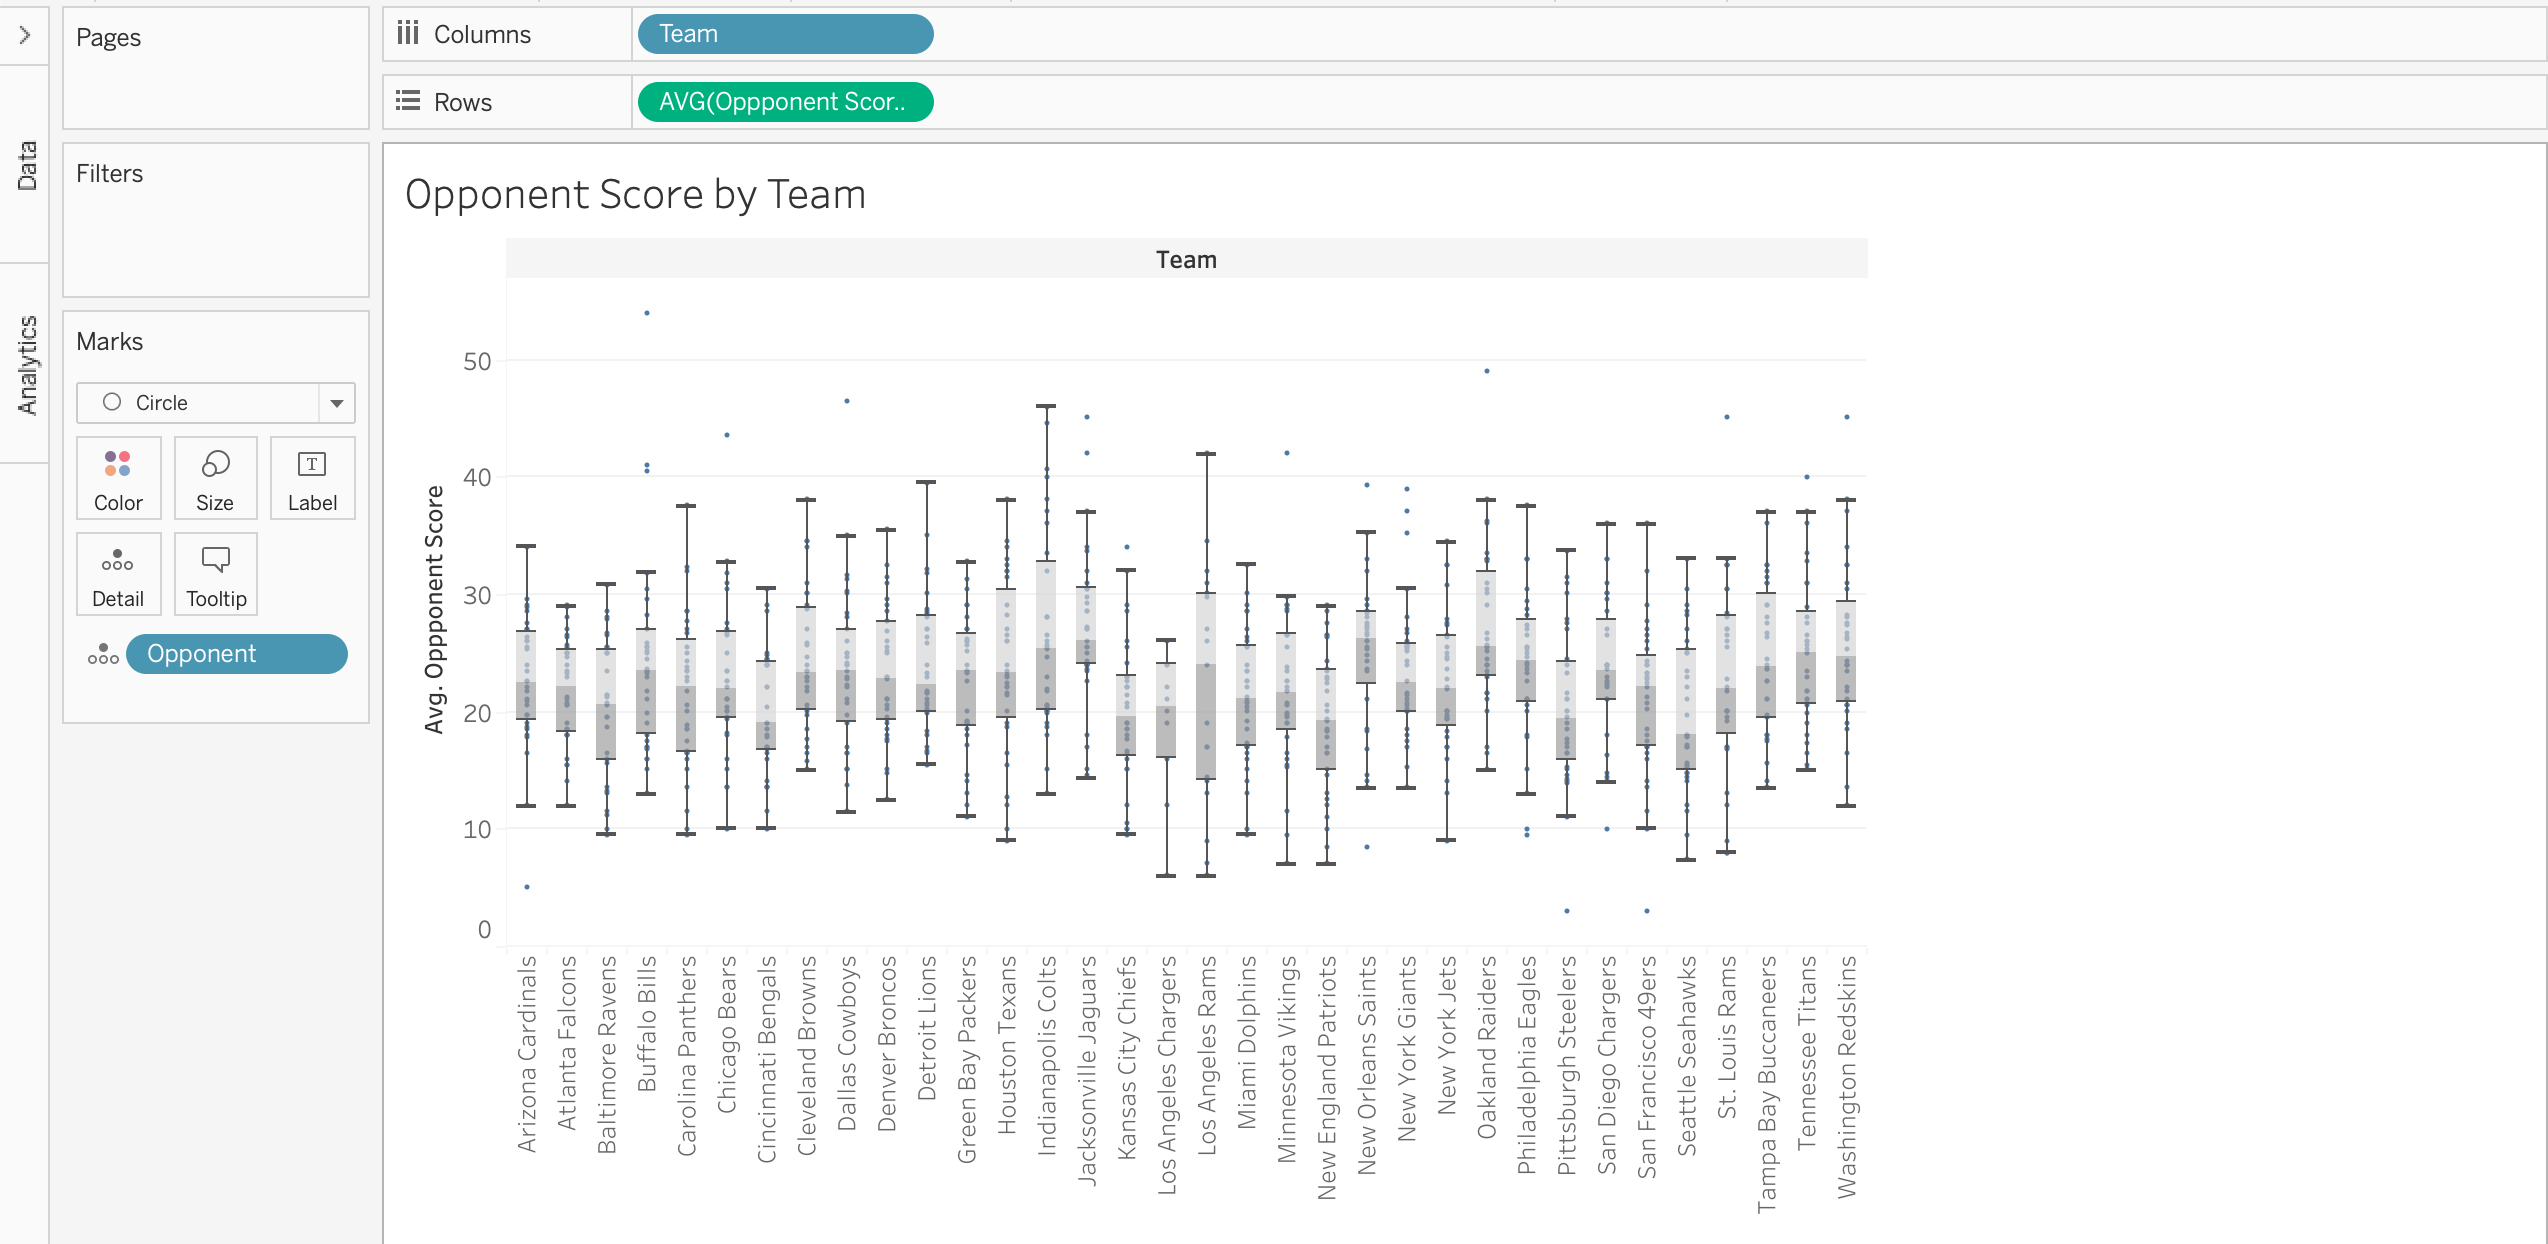 Pages
Columns
Team
Rows
AVG(Oppponent Scor..
Data
Analytics
Filters
Marks
Circle
Color
Size
Label
Detail
Tooltip
Opponent
Opponent Score by Team
Team
Avg. Oppponent Score
50
40
30
20
10
0
Arizona Cardinals
Atlanta Falcons
Baltimore Ravens
Buffalo Bills
Carolina Panthers
Chicago Bears
Cincinnati Bengals
Cleveland Browns
Dallas Cowboys
Denver Broncos
Detroit Lions
Green Bay Packers
Houston Texans
Indianapolis Colts
Jacksonville Jaguars
Kansas City Chiefs
Los Angeles Chargers
Los Angeles Rams
Miami Dolphins
Minnesota Vikings
New England Patriots
New Orleans Saints
New York Giants
New York Jets
Oakland Raiders
Philadelphia Eagles
Pittsburgh Steelers
San Diego Chargers
San Francisco 49ers
Seattle Seahawks
St. Louis Rams
Tampa Bay Buccaneers
Tennessee Titans
Washington Redskins